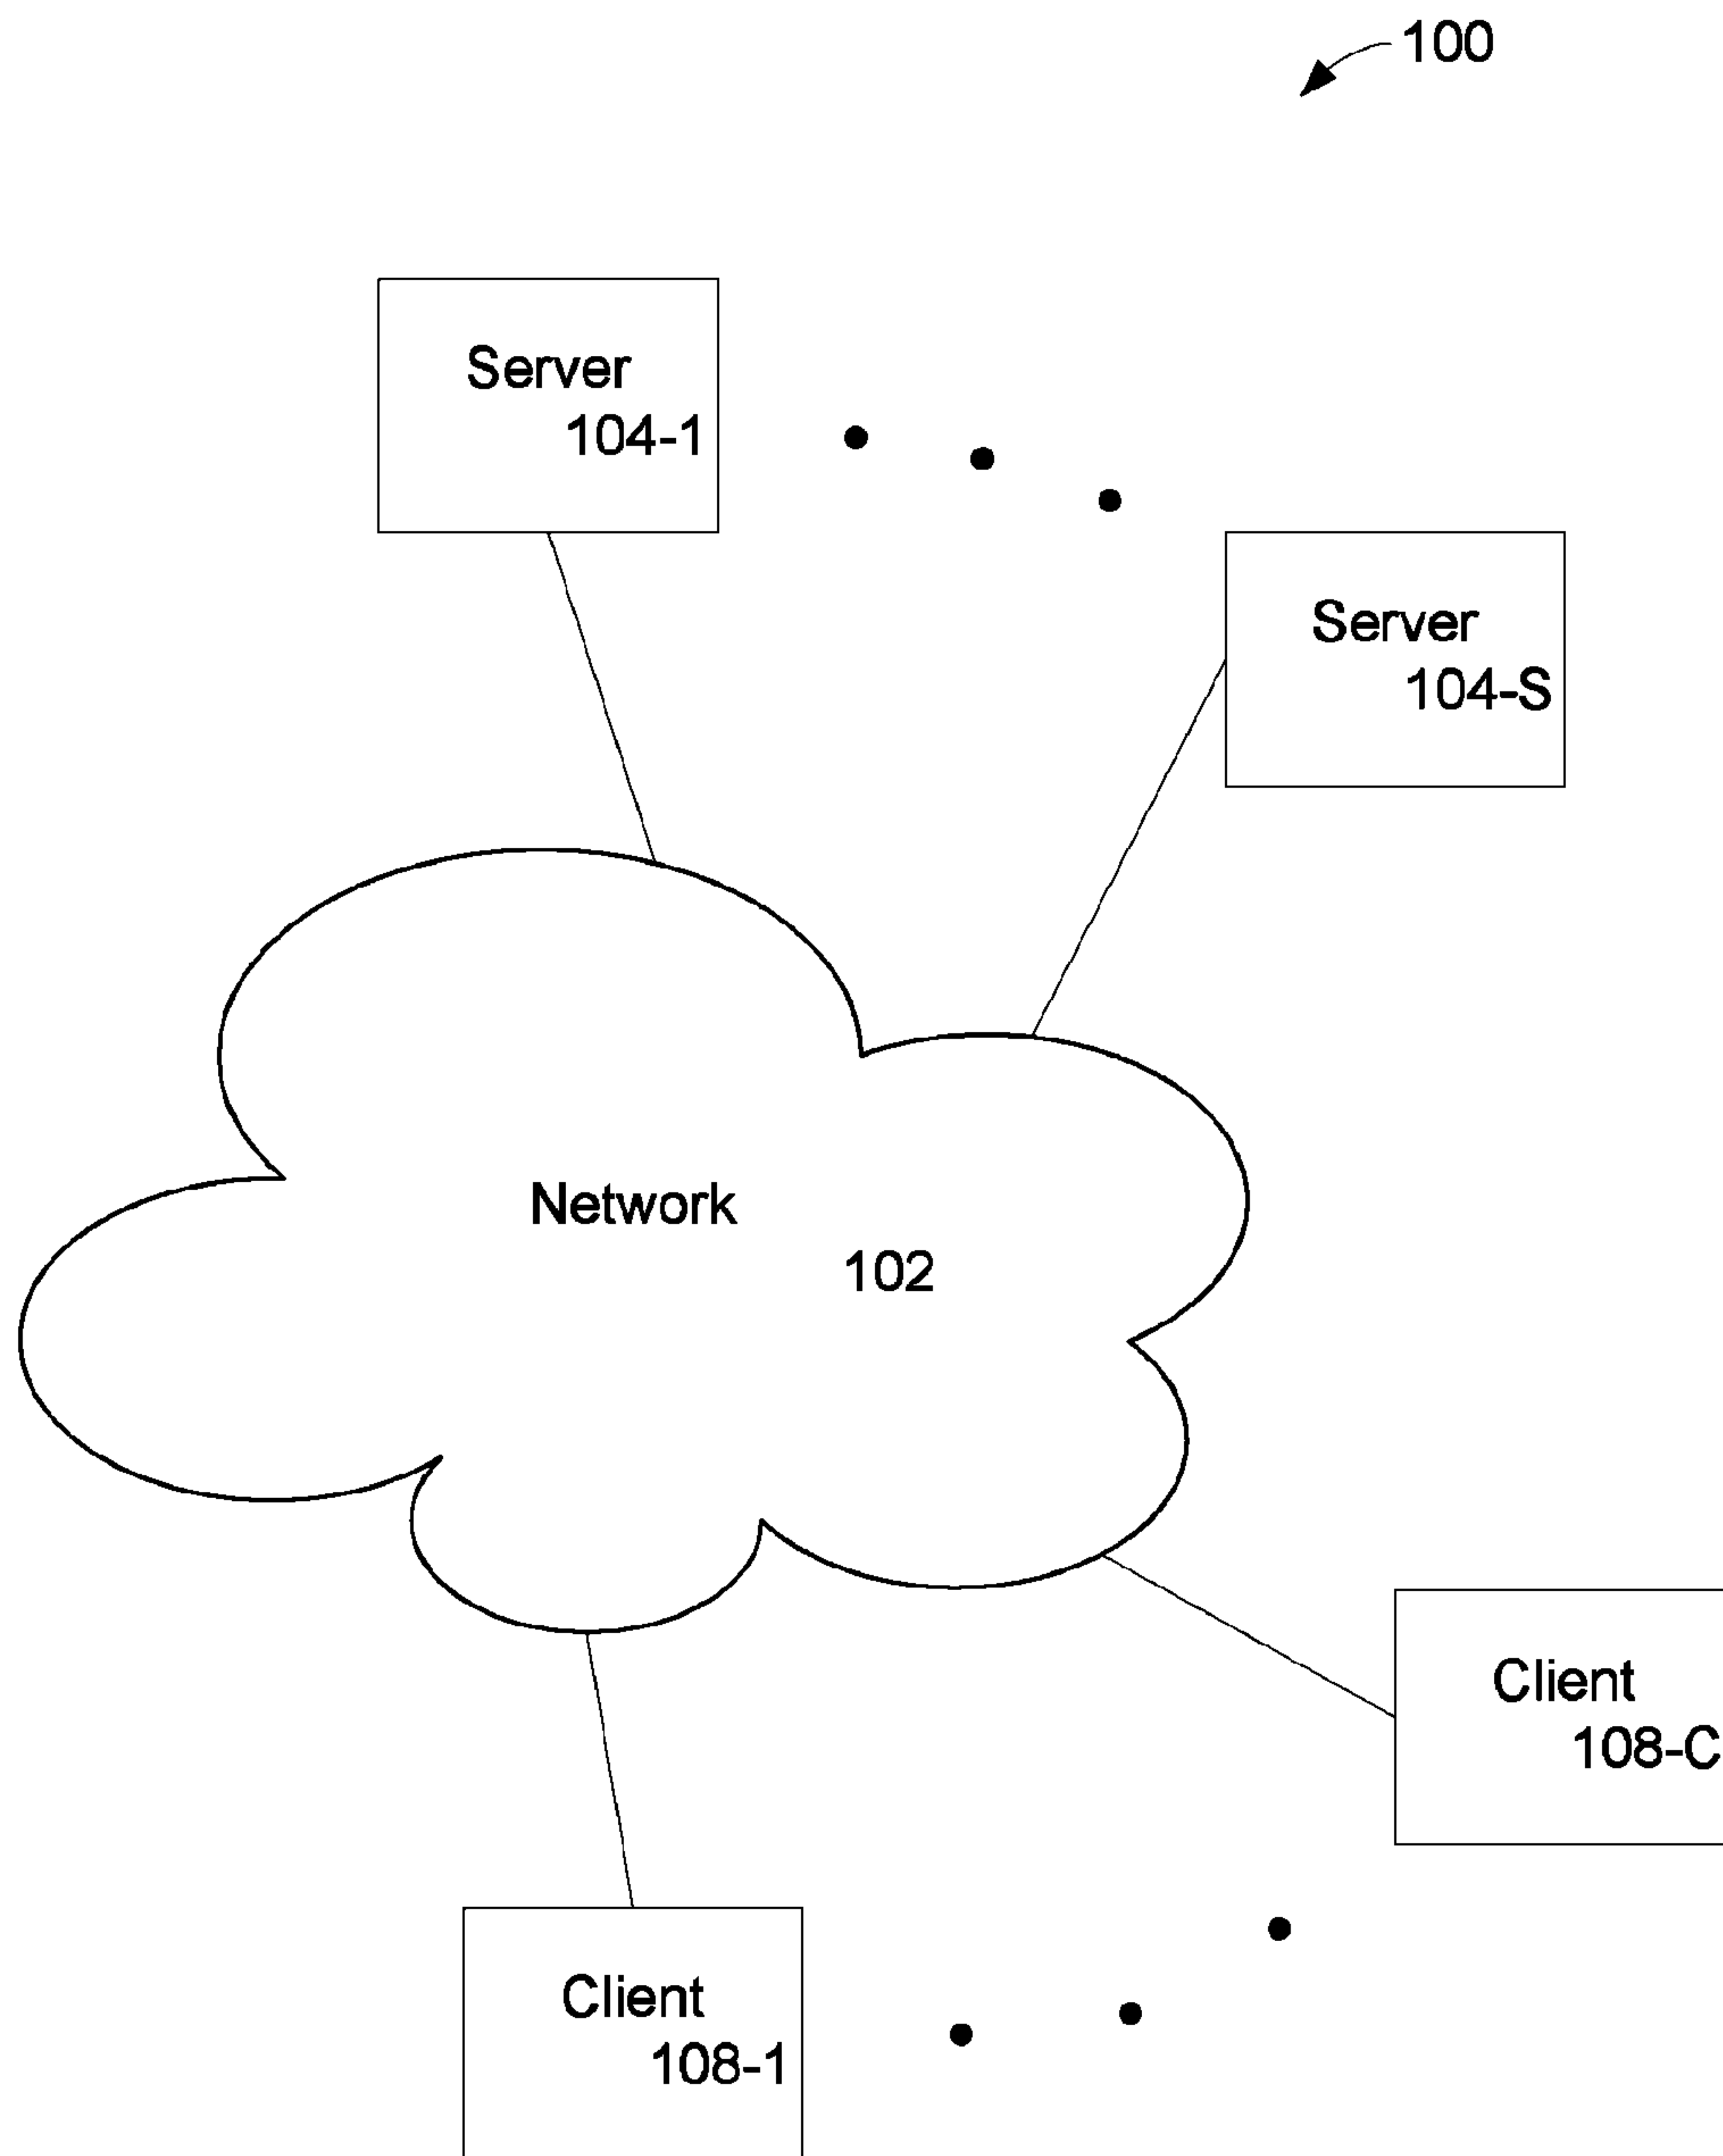 100
Server
104-1
Server
104-S
Network
102
Client
108-C
Client
108-1